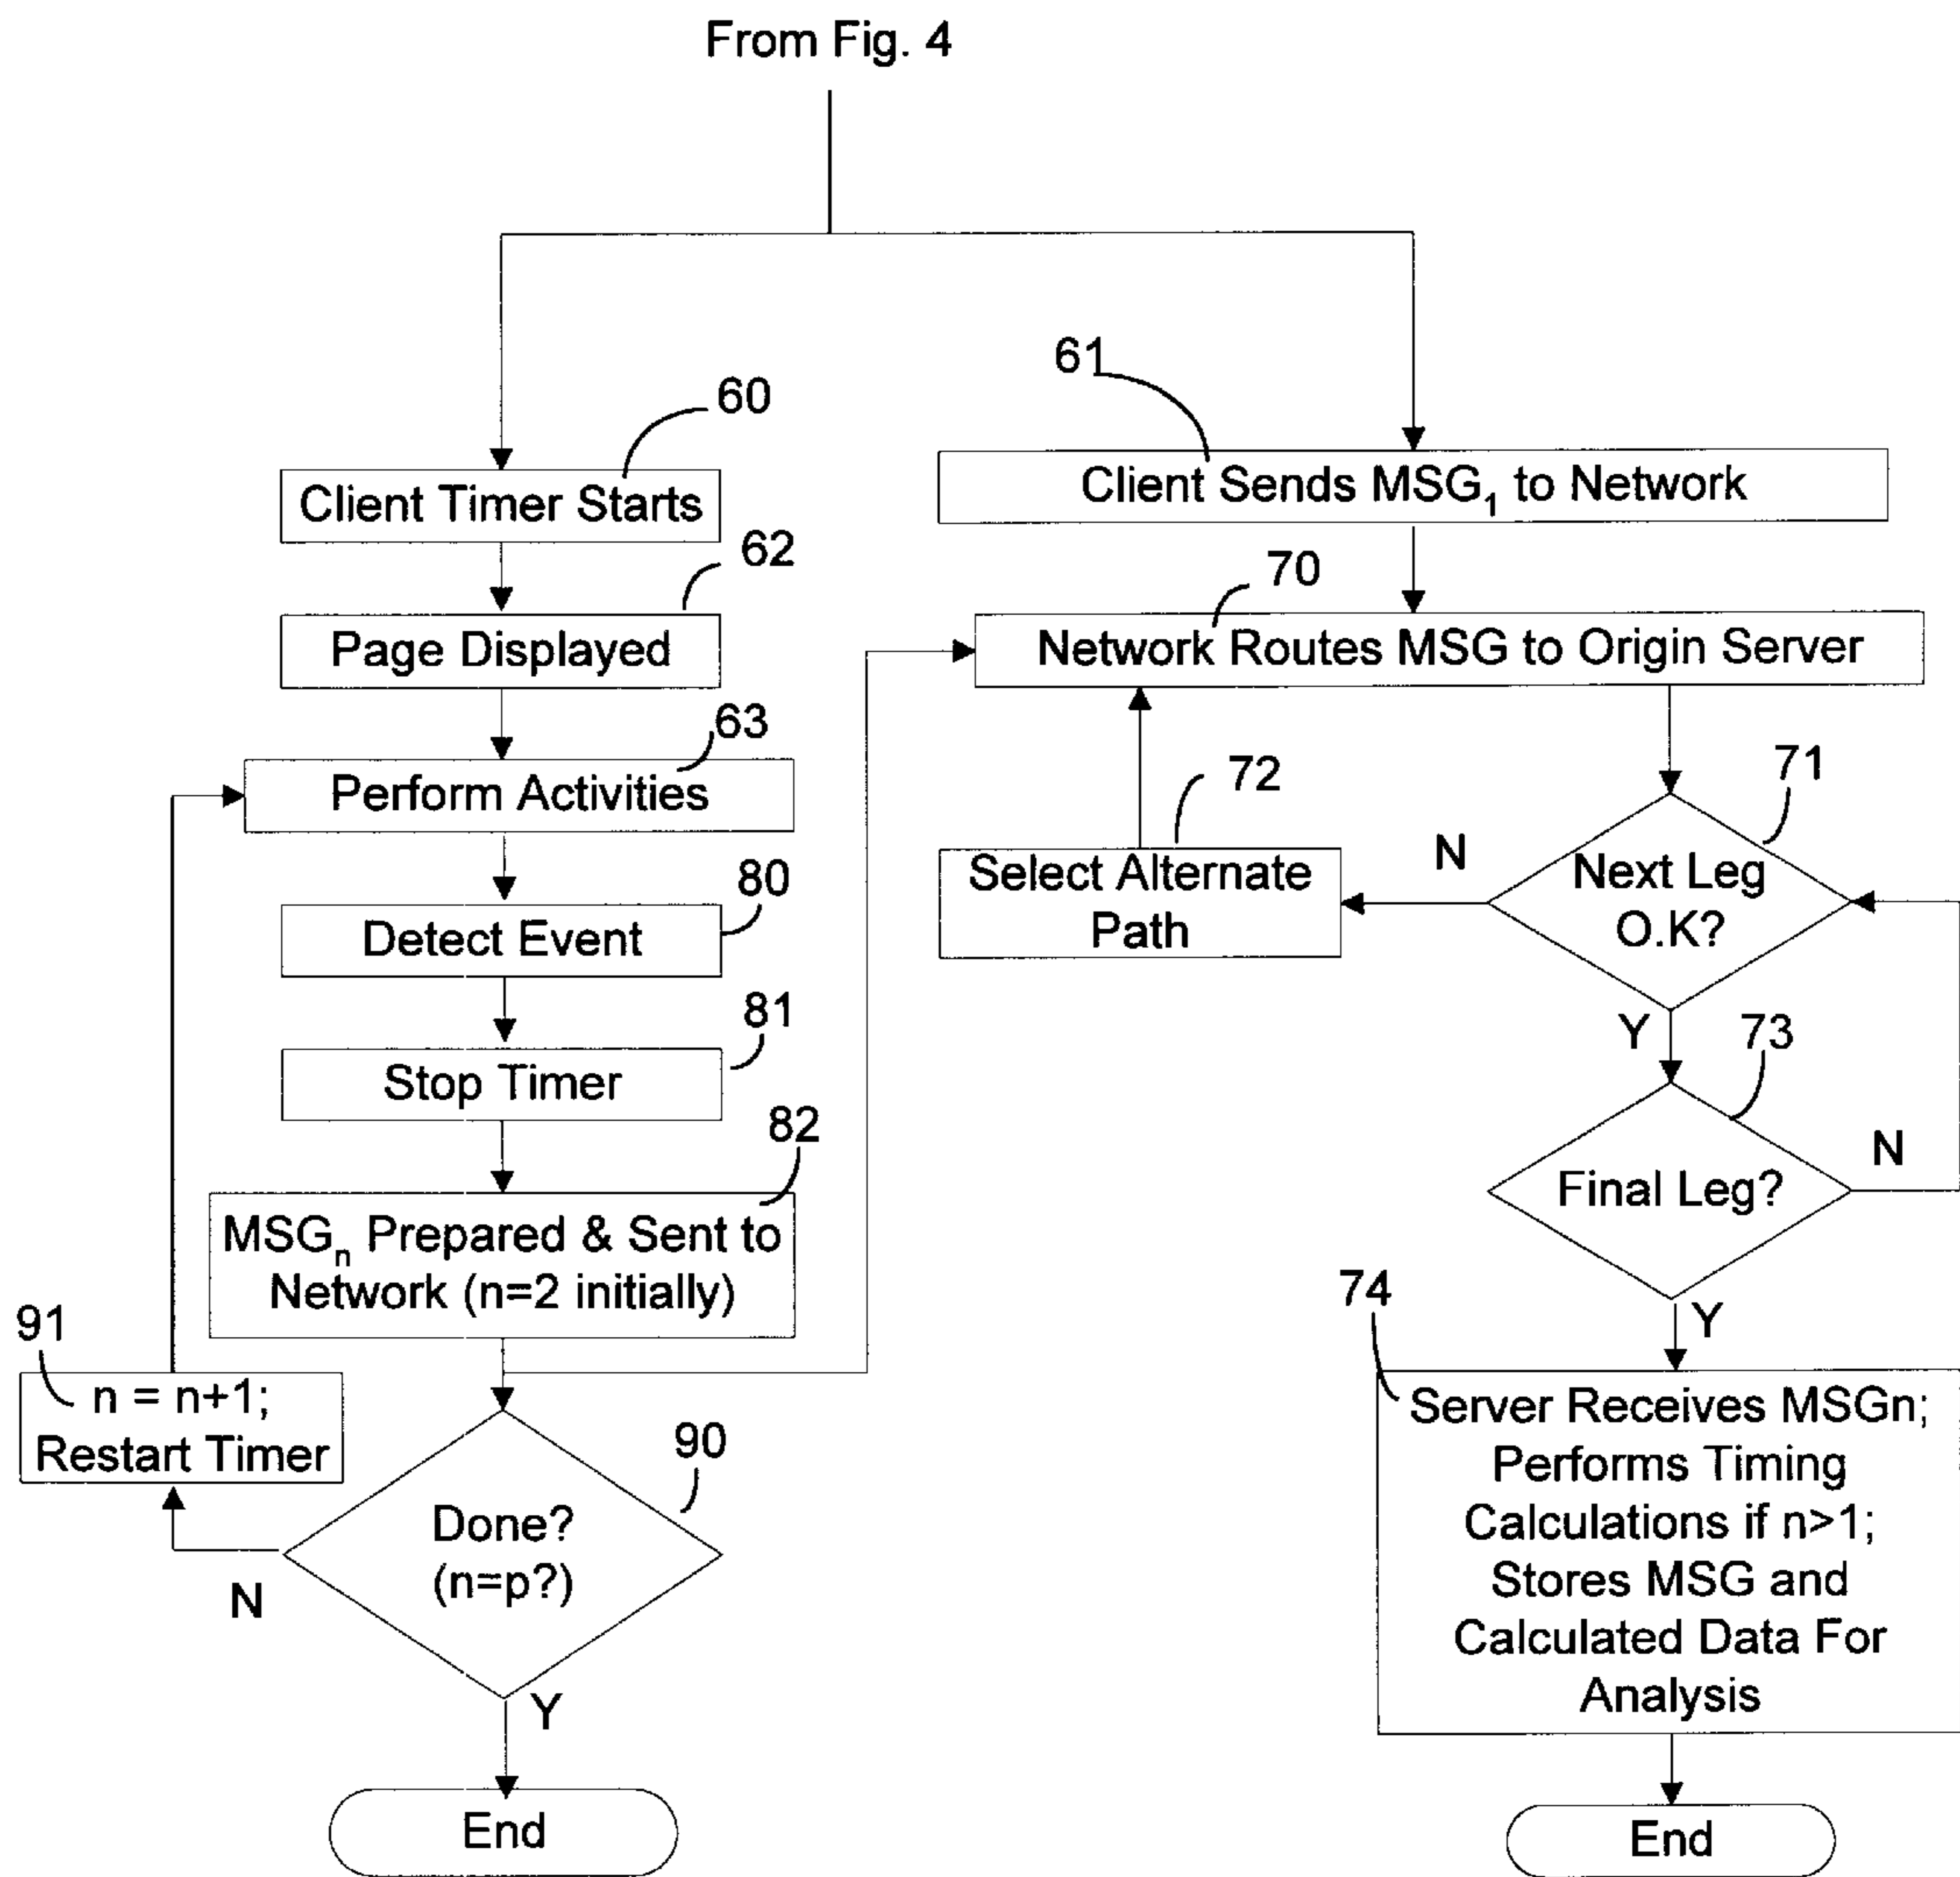 From Fig. 4
60
Client Timer Starts
62
Page Displayed
63
Perform Activities
80
Detect Event
81
Stop Timer
82
MSGn Prepared & Sent to
Network (n=2 initially)
91
n = n+1;
Restart Timer
90
Done?
(n=p?)
N
Y
End
61
Client Sends MSG1 to Network
70
Network Routes MSG to Origin Server
71
Next Leg
O.K?
N
72
Select Alternate
Path
Y
73
Final Leg?
N
Y
74
Server Receives MSGn;
Performs Timing
Calculations if n>1;
Stores MSG and
Calculated Data For
Analysis
End